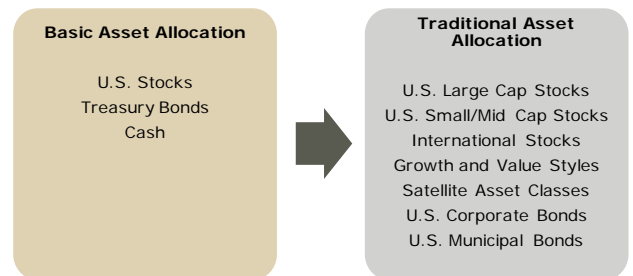 Basic Asset Allocation
U.S. Stocks
Treasury Bonds
Cash
Traditional Asset
Allocation
U.S. Large Cap Stocks
U.S. Small/Mid Cap Stocks
International Stocks
Growth and Value Styles
Satellite Asset Classes
U.S. Corporate Bonds
U.S. Municipal Bonds